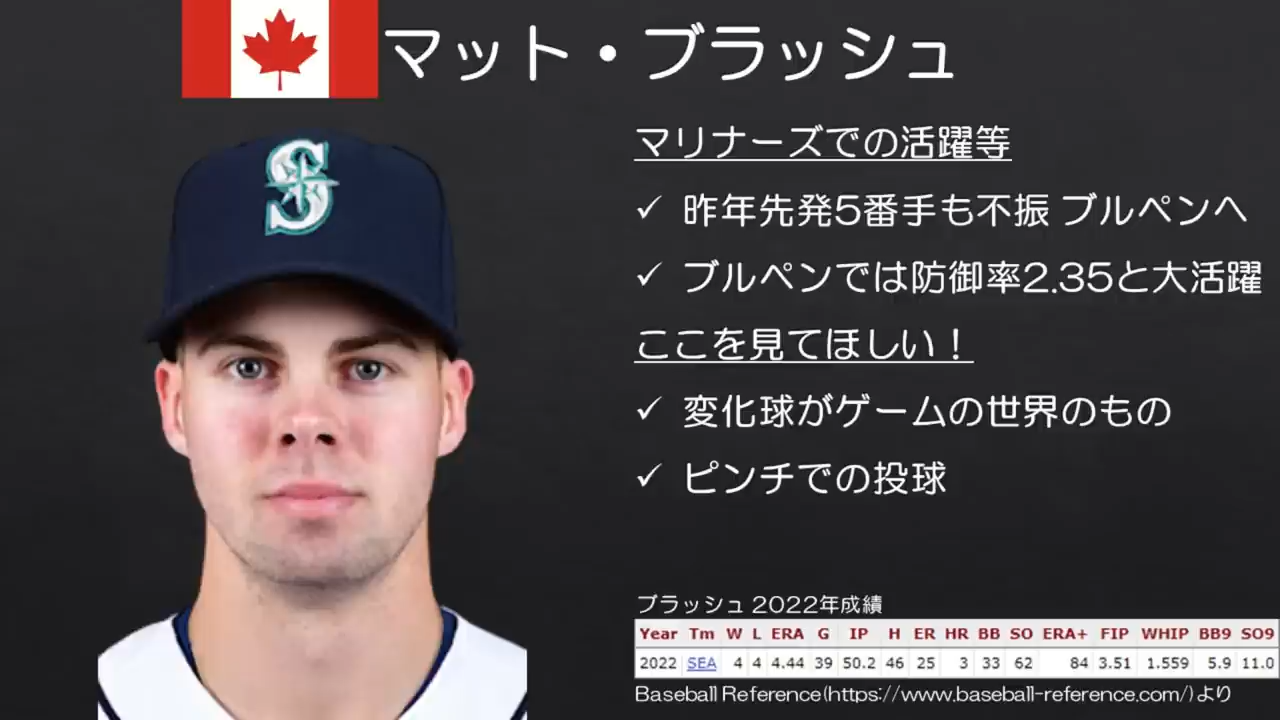 マット・ブラッシュ
マリナーズでの活躍等
✓ 昨年先発5番手も不振 ブルペンへ
✓ ブルペンでは防御率2.35と大活躍
ここを見てほしい！
✓ 変化球がゲームの世界のもの
✓ ピンチでの投球
ブラッシュ 2022年成績
Year Tm W L ERA G IP H ER HR BB SO ERA+ FIP WHIP BB9 SO9
2022 SEA 4 4 4.44 39 50.2 46 25 3 33 62 84 3.51 1.559 5.9 11.0
Baseball Reference(https://www.baseball-reference.com/)より
S